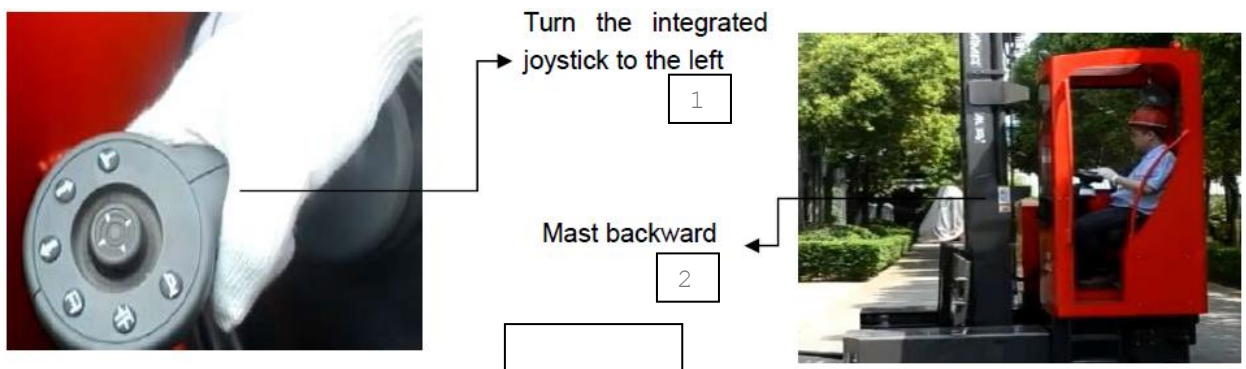 Turn the integrated
joystick to the left
1
Mast backward
2